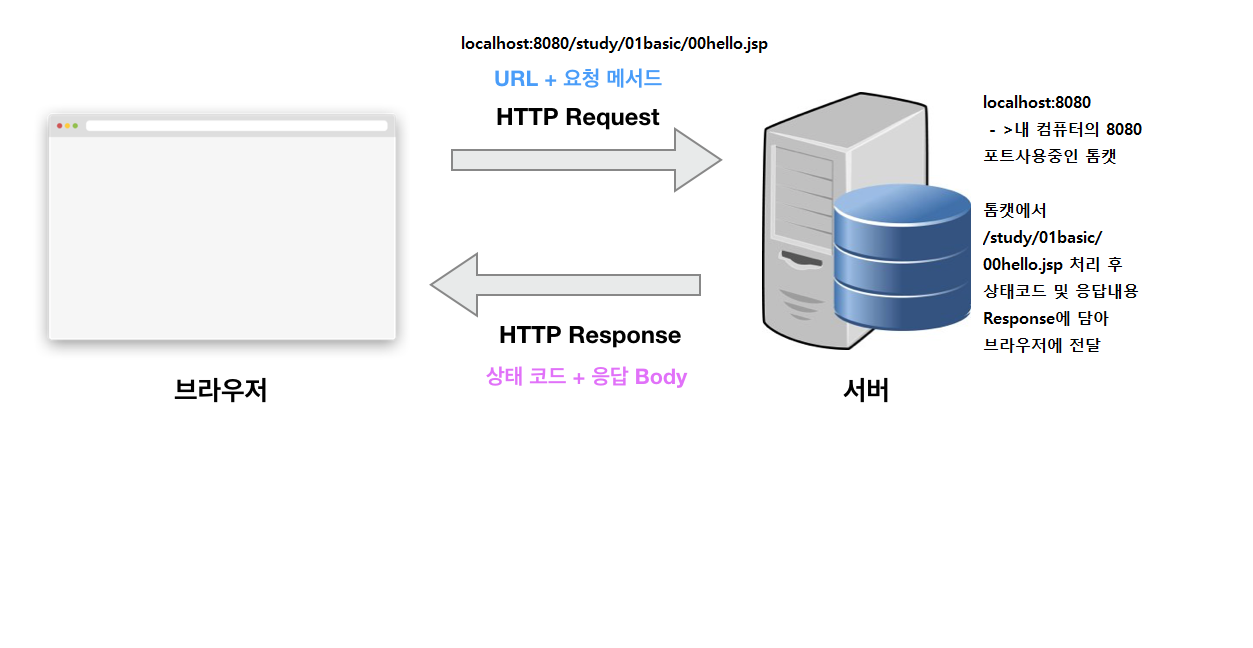 localhost:8080/study/01basic/00hello.jsp
URL + 요청 메서드
HTTP Request
HTTP Response
상태 코드 + 응답 Body
브라우저
서버
localhost:8080
- >내 컴퓨터의 8080
포트사용중인 톰캣
톰캣에서
/study/01basic/
00hello.jsp 처리 후
상태코드 및 응답내용
Response에 담아
브라우저에 전달